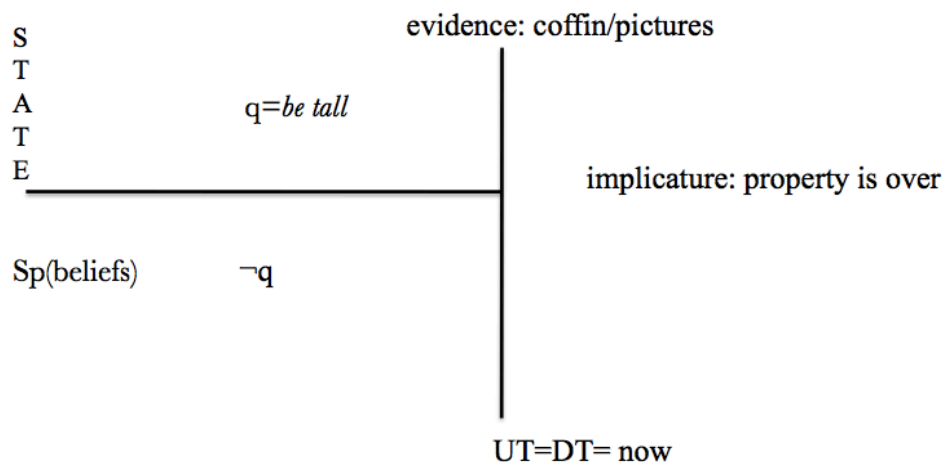 evidence: coffin/pictures
S
T
A
T
E
q=be tall
implicature: property is over
Sp(beliefs) ¬q
UT=DT= now